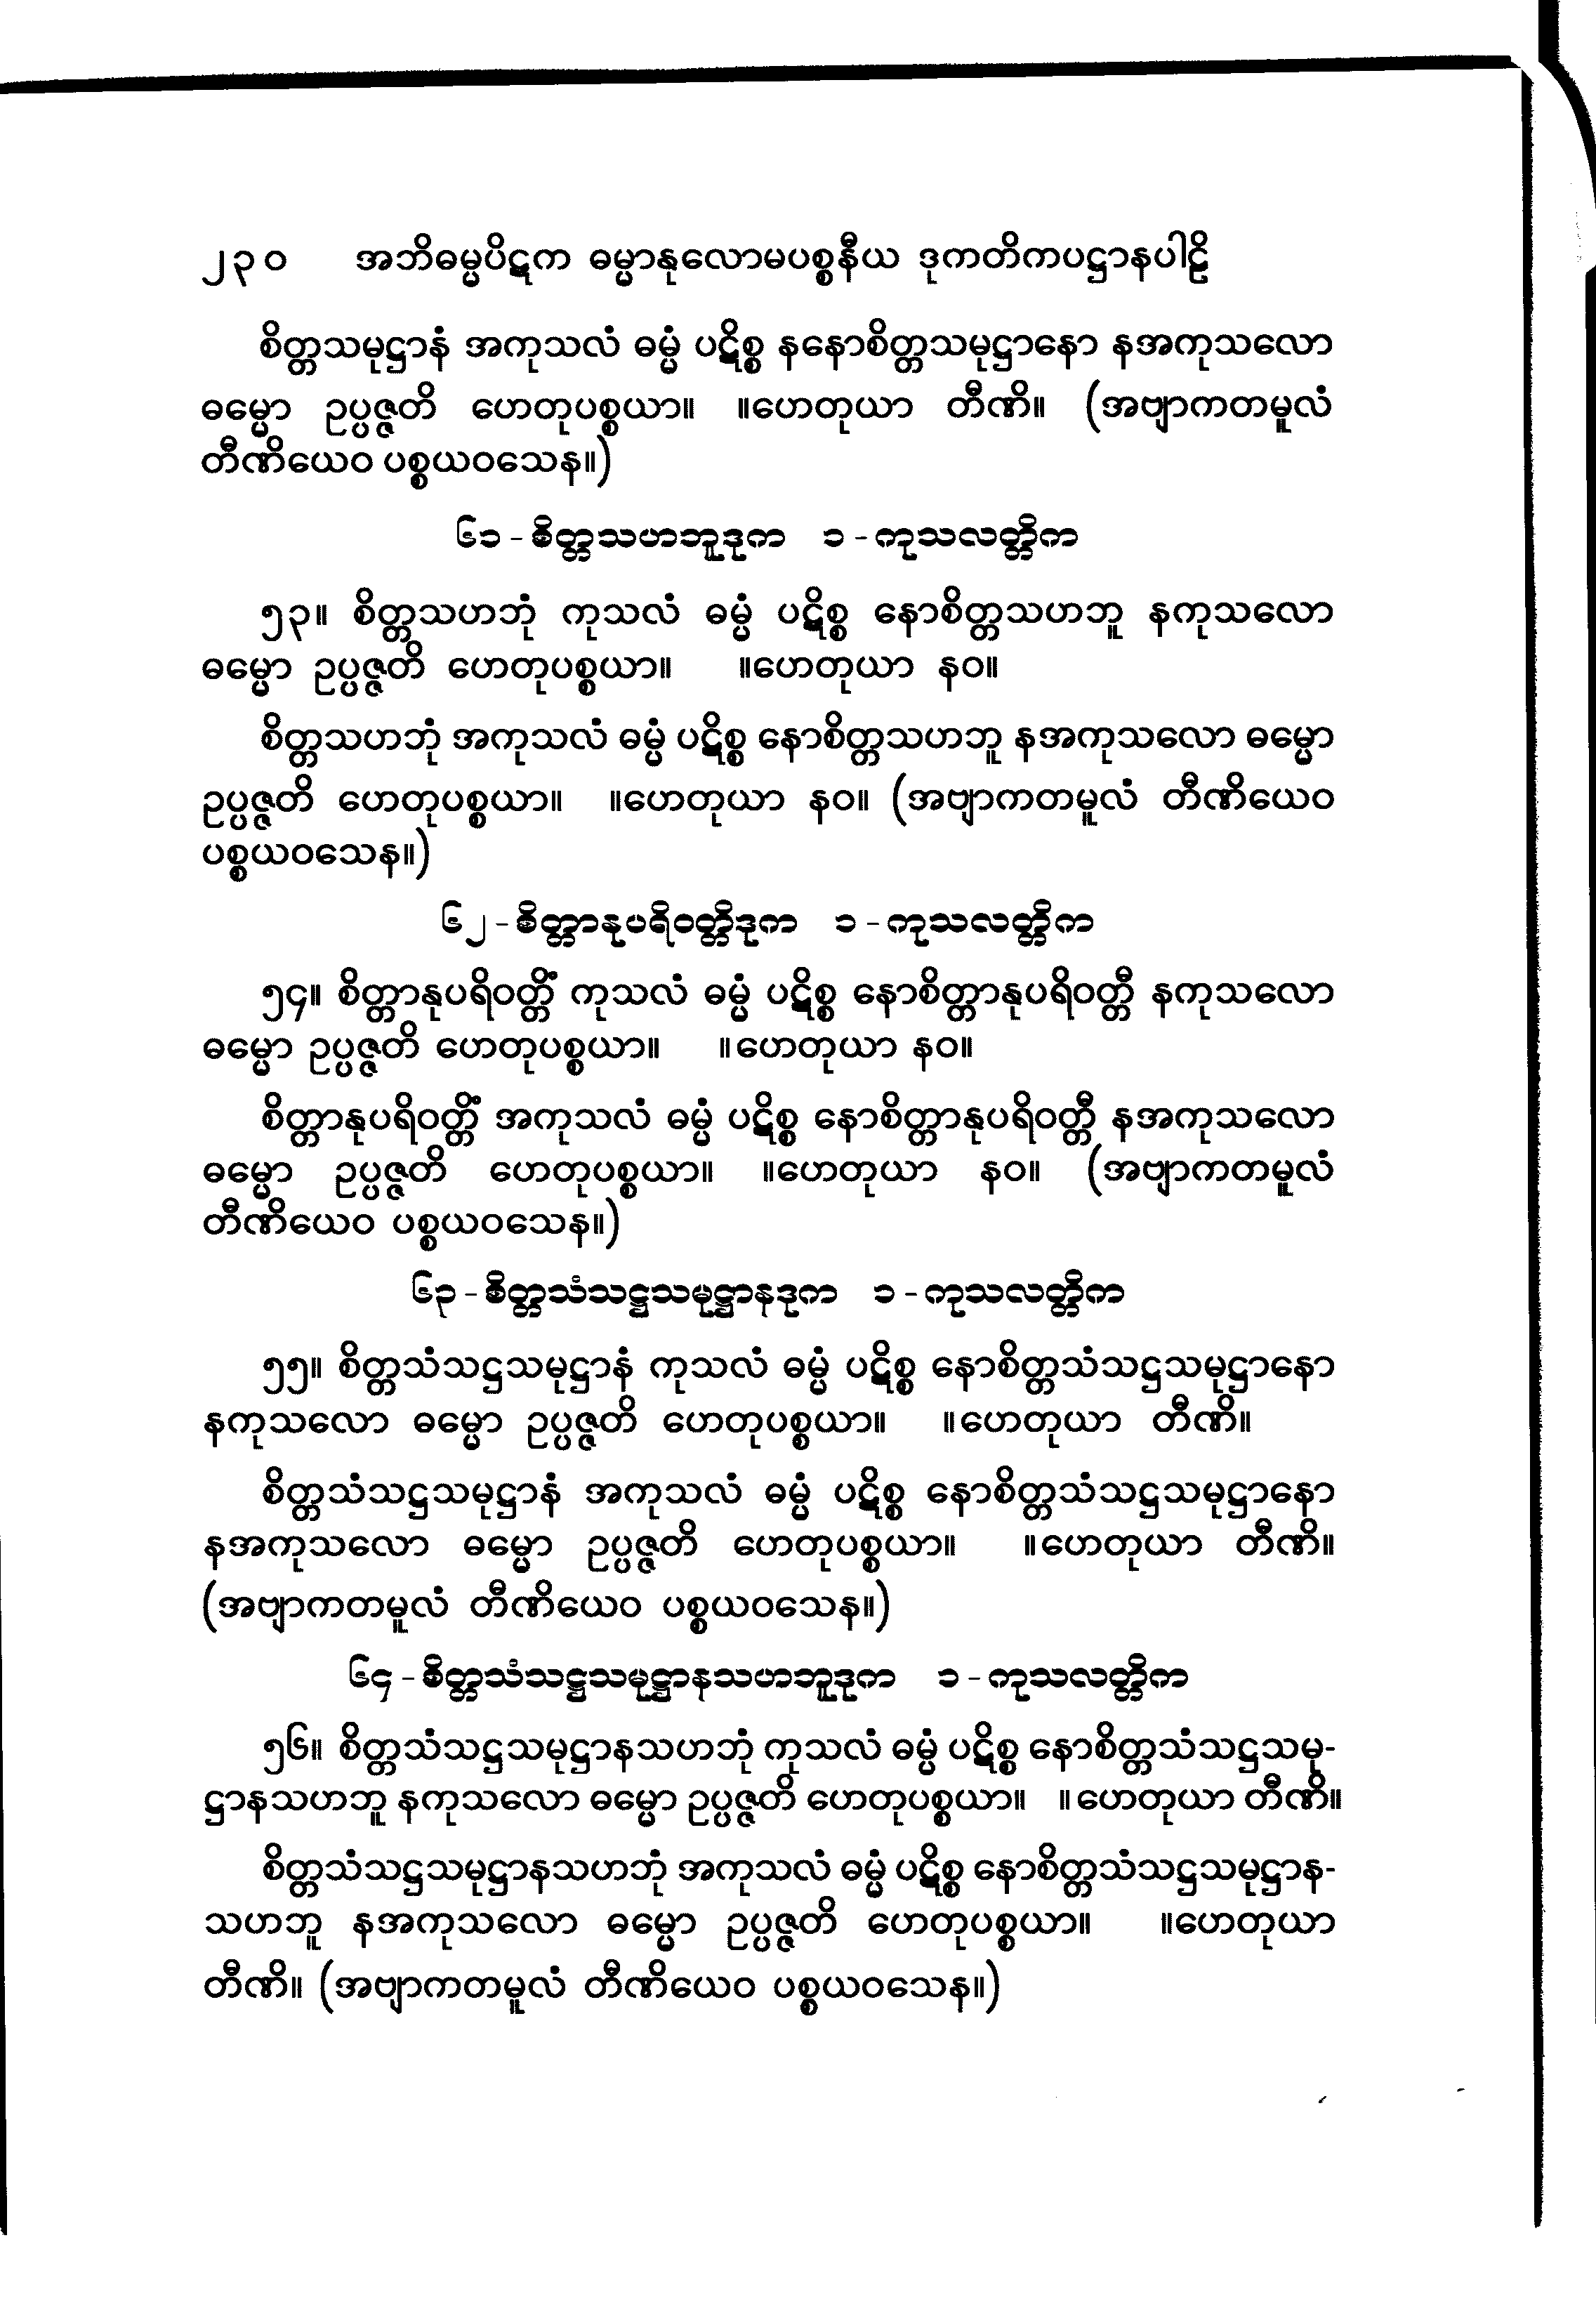 ၂၃၀ အဘိဓမ္မပိဋက ဓမ္မာနုလောမပစ္စနီယ ဒုကတိကပဋ္ဌာနပါဠိ
စိတ္တသမုဋ္ဌာနံ အကုသလံ ဓမ္မံ ပဋိစ္စ နနောစိတ္တသမုဋ္ဌာနော နအကုသလော
ဓမ္မော ဥပ္ပဇ္ဇတိ ဟေတုပစ္စယာ။ ။ဟေတုယာ တီဏိ။ (အဗျာကတမူလံ
တီဏိယေဝ ပစ္စယဝသေန။)
၆၁ - စိတ္တသဟဘူဒုက ၁ - ကုသလတ္တိက
၅၃။ စိတ္တသဟဘုံ ကုသလံ ဓမ္မံ ပဋိစ္စ နောစိတ္တသဟဘူ နကုသလော
ဓမ္မော ဥပ္ပဇ္ဇတိ ဟေတုပစ္စယာ။ ။ဟေတုယာ နဝ။
စိတ္တသဟဘုံ အကုသလံ ဓမ္မံ ပဋိစ္စ နောစိတ္တသဟဘူ နအကုသလော ဓမ္မော
ဥပ္ပဇ္ဇတိ ဟေတုပစ္စယာ။ ။ဟေတုယာ နဝ။ (အဗျာကတမူလံ တီဏိယေဝ
ပစ္စယဝသေန။)
၆၂ - စိတ္တာနုပရိဝတ္တိဒုက ၁ - ကုသလတ္တိက
၅၄။ စိတ္တာနုပရိဝတ္တိံ ကုသလံ ဓမ္မံ ပဋိစ္စ နောစိတ္တာနုပရိဝတ္တီ နကုသလော
ဓမ္မော ဥပ္ပဇ္ဇတိ ဟေတုပစ္စယာ။ ။ဟေတုယာ နဝ။
စိတ္တာနုပရိဝတ္တိံ အကုသလံ ဓမ္မံ ပဋိစ္စ နောစိတ္တာနုပရိဝတ္တီ နအကုသလော
ဓမ္မော ဥပ္ပဇ္ဇတိ ဟေတုပစ္စယာ။ ။ဟေတုယာ နဝ။ (အဗျာကတမူလံ
တီဏိယေဝ ပစ္စယဝသေန။)
၆၃ - စိတ္တသံသဋ္ဌသမုဋ္ဌာနဒုက ၁ - ကုသလတ္တိက
၅၅။ စိတ္တသံသဋ္ဌသမုဋ္ဌာနံ ကုသလံ ဓမ္မံ ပဋိစ္စ နောစိတ္တသံသဋ္ဌသမုဋ္ဌာနော
နကုသလော ဓမ္မော ဥပ္ပဇ္ဇတိ ဟေတုပစ္စယာ။ ။ဟေတုယာ တီဏိ။
စိတ္တသံသဋ္ဌသမုဋ္ဌာနံ အကုသလံ ဓမ္မံ ပဋိစ္စ နောစိတ္တသံသဋ္ဌသမုဋ္ဌာနော
နအကုသလော ဓမ္မော ဥပ္ပဇ္ဇတိ ဟေတုပစ္စယာ။ ။ဟေတုယာ တီဏိ။
(အဗျာကတမူလံ တီဏိယေဝ ပစ္စယဝသေန။)
၆၄ - စိတ္တသံသဋ္ဌသမုဋ္ဌာနသဟဘူဒုက ၁ - ကုသလတ္တိက
၅၆။ စိတ္တသံသဋ္ဌသမုဋ္ဌာနသဟဘုံ ကုသလံ ဓမ္မံ ပဋိစ္စ နောစိတ္တသံသဋ္ဌသမု-
ဋ္ဌာနသဟဘူ နကုသလော ဓမ္မော ဥပ္ပဇ္ဇတိ ဟေတုပစ္စယာ။ ။ဟေတုယာ တီဏိ။
စိတ္တသံသဋ္ဌသမုဋ္ဌာနသဟဘုံ အကုသလံ ဓမ္မံ ပဋိစ္စ နောစိတ္တသံသဋ္ဌသမုဋ္ဌာန-
သဟဘူ နအကုသလော ဓမ္မော ဥပ္ပဇ္ဇတိ ဟေတုပစ္စယာ။ ။ဟေတုယာ
တီဏိ။ (အဗျာကတမူလံ တီဏိယေဝ ပစ္စယဝသေန။)